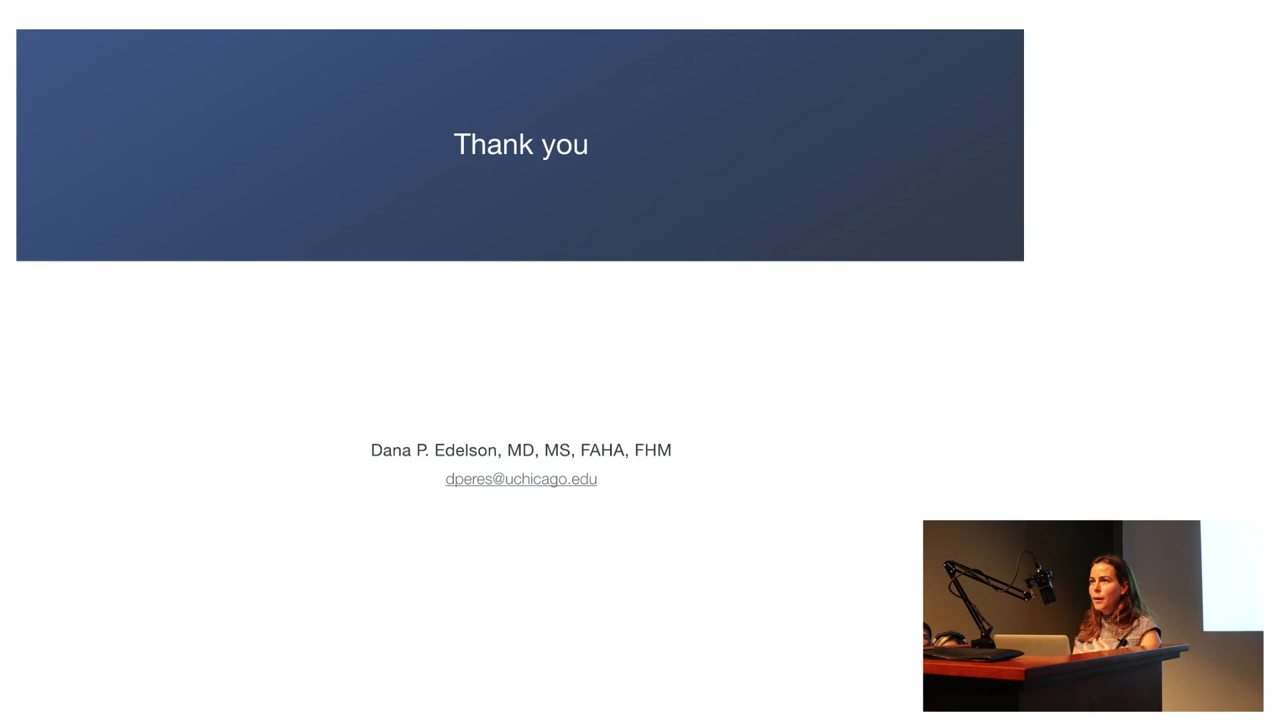 Thank you
Dana P. Edelson, MD, MS, FAHA, FHM
dperes@uchicago.edu